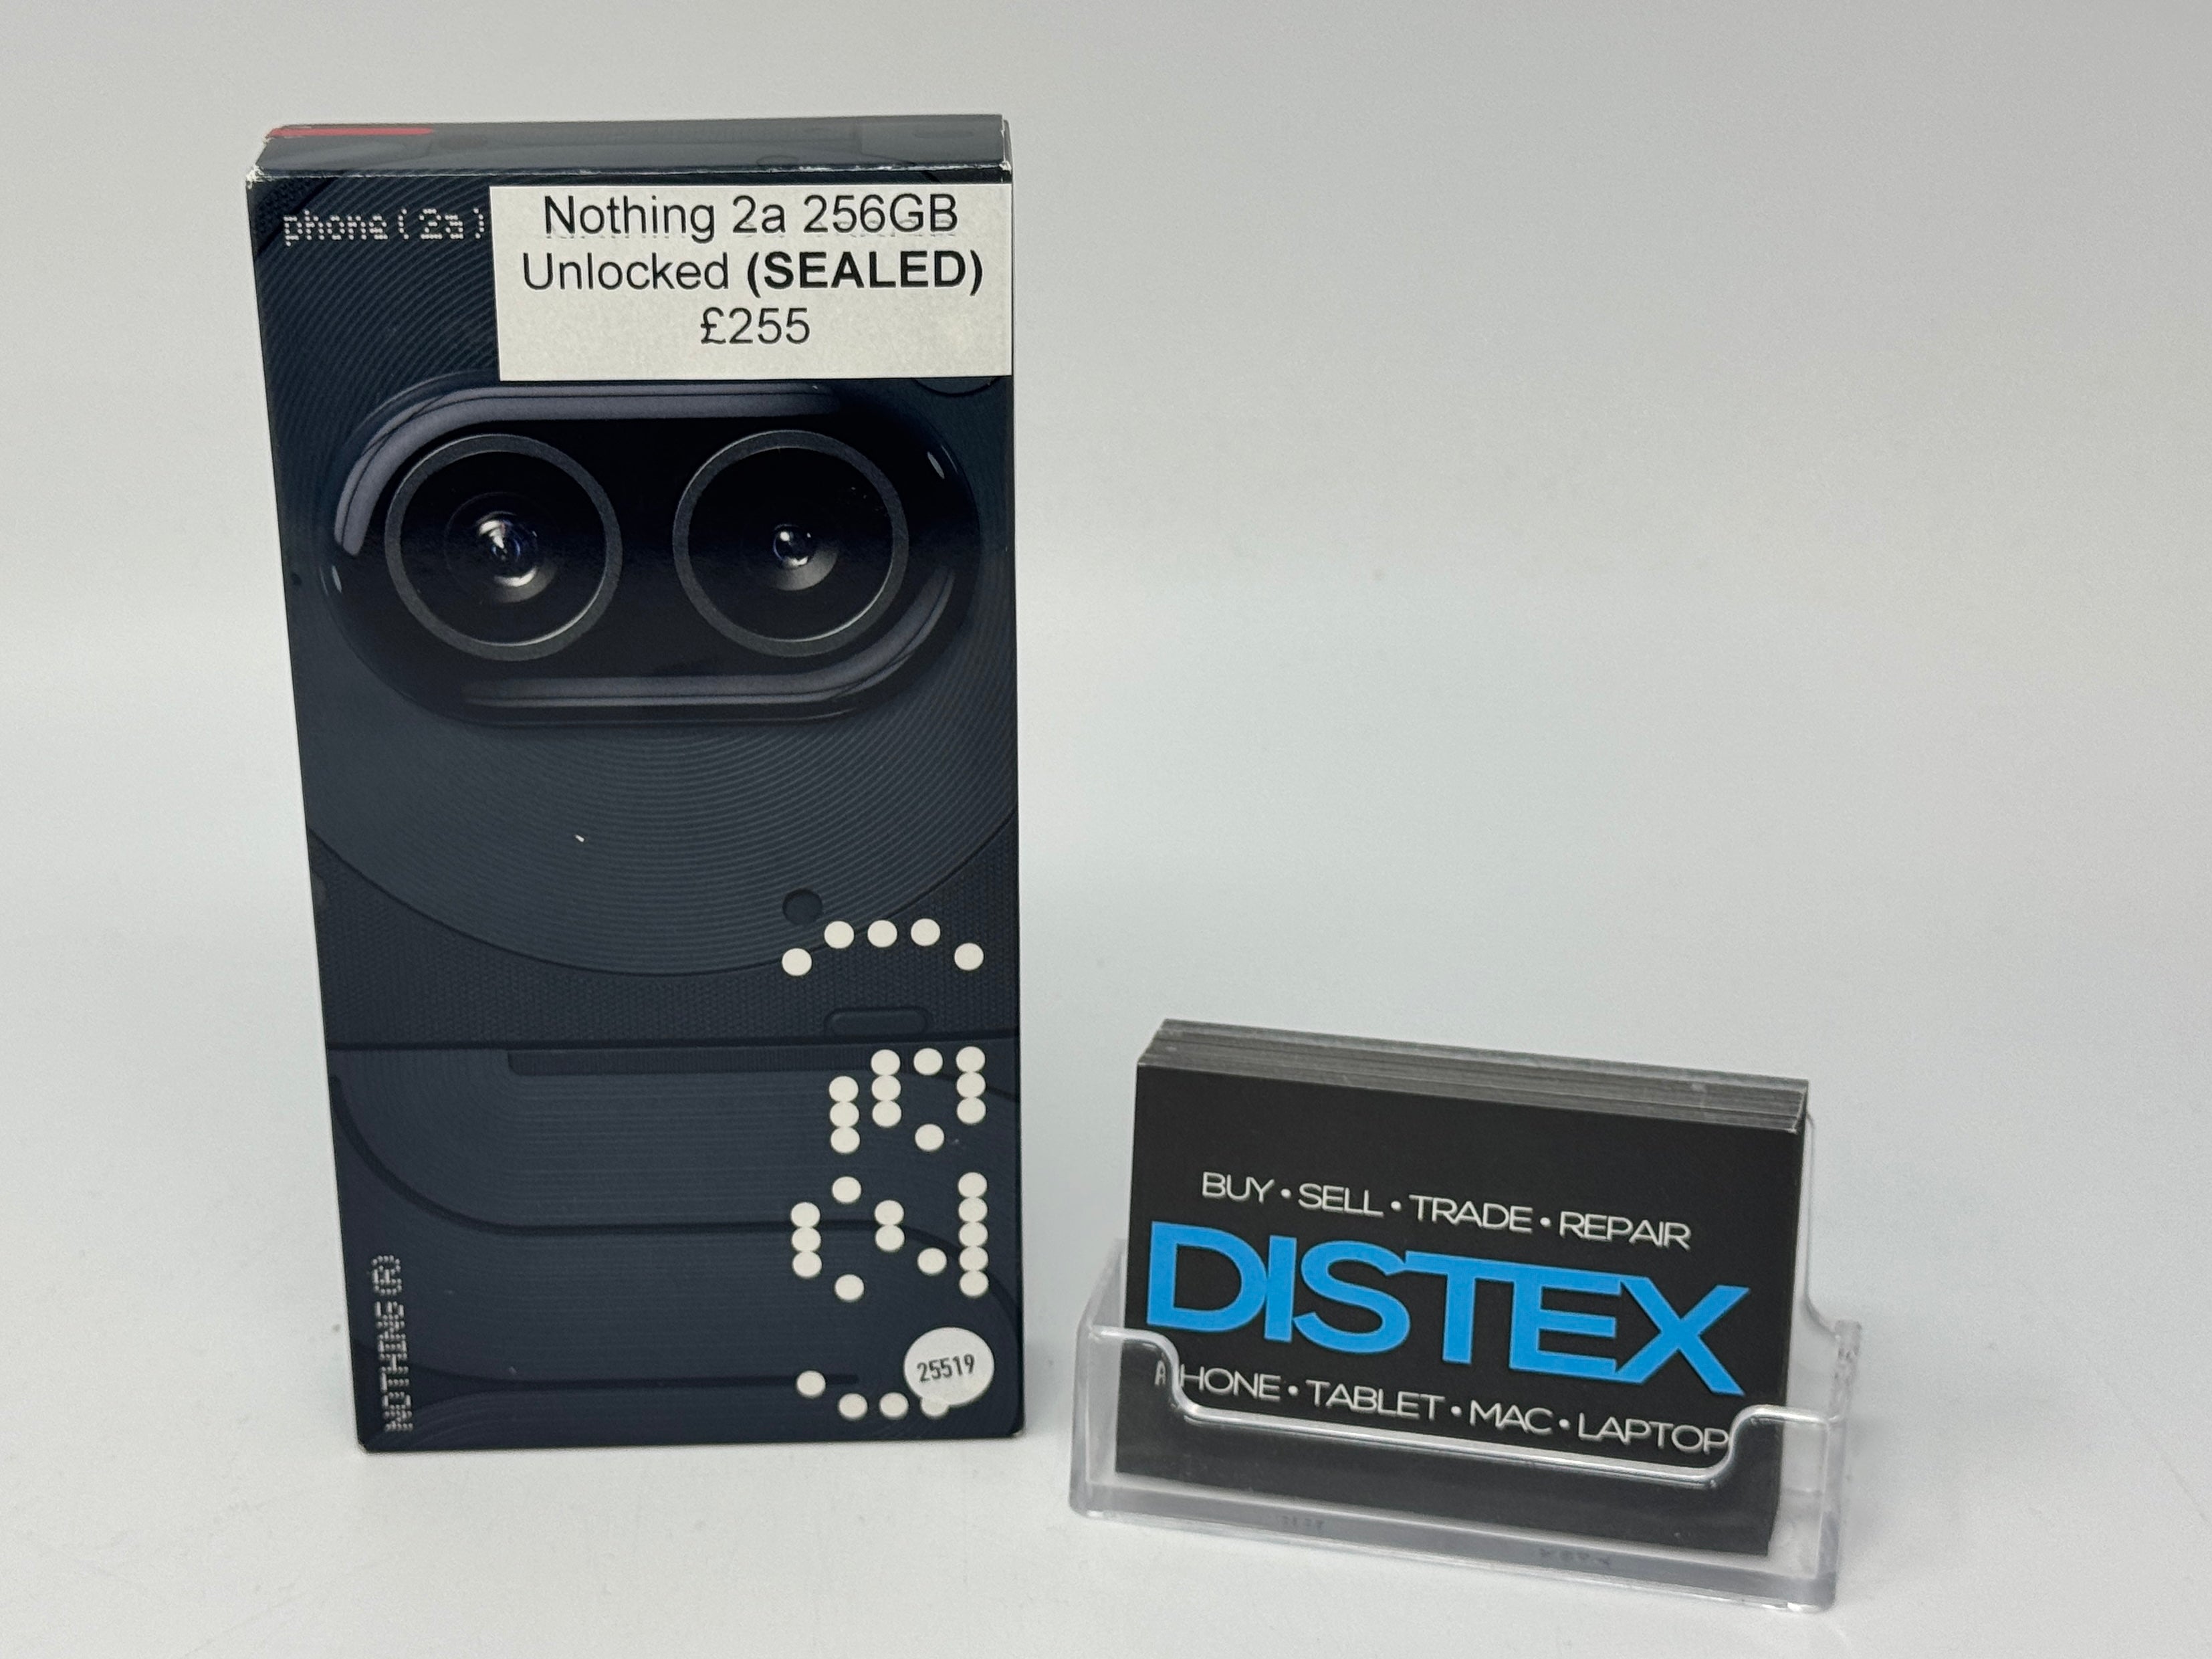 phone (2a)
Nothing 2a 256GB
Unlocked (SEALED)
£255
NOTHING (R)
25519
BUY • SELL • TRADE • REPAIR
DISTEX
HONE • TABLET • MAC • LAPTOP